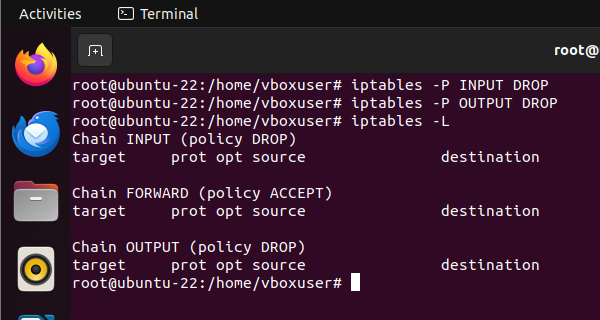 Activities
Terminal
root@
root@ubuntu-22:/home/vboxuser# iptables -P INPUT DROP
root@ubuntu-22:/home/vboxuser# iptables -P OUTPUT DROP
root@ubuntu-22:/home/vboxuser# iptables -L
Chain INPUT (policy DROP)
target     prot opt source               destination

Chain FORWARD (policy ACCEPT)
target     prot opt source               destination

Chain OUTPUT (policy DROP)
target     prot opt source               destination
root@ubuntu-22:/home/vboxuser#